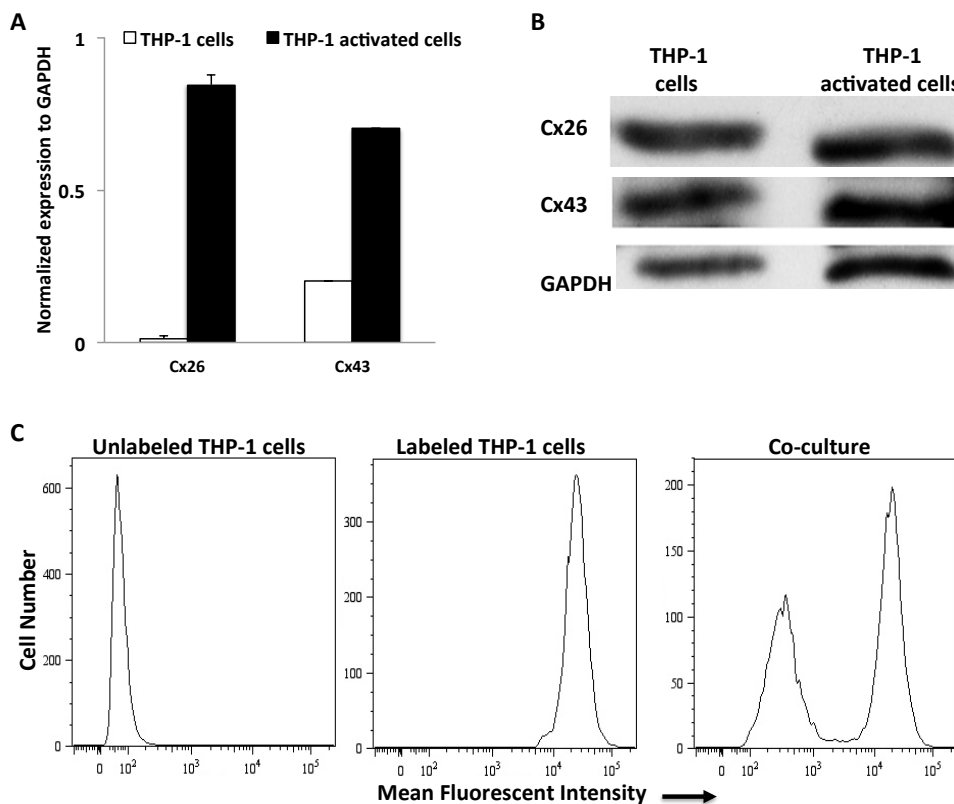 A
THP-1 cells
THP-1 activated cells
Normalized expression to GAPDH
1
0.5
0
Cx26
Cx43
B
THP-1 cells
THP-1 activated cells
Cx26
Cx43
GAPDH
C
Unlabeled THP-1 cells
Labeled THP-1 cells
Co-culture
Cell Number
600
500
400
300
200
100
0
0 10² 10³ 10⁴ 10⁵
300
200
100
0
0 10² 10³ 10⁴ 10⁵
200
150
100
50
0
0 10² 10³ 10⁴ 10⁵
Mean Fluorescent Intensity